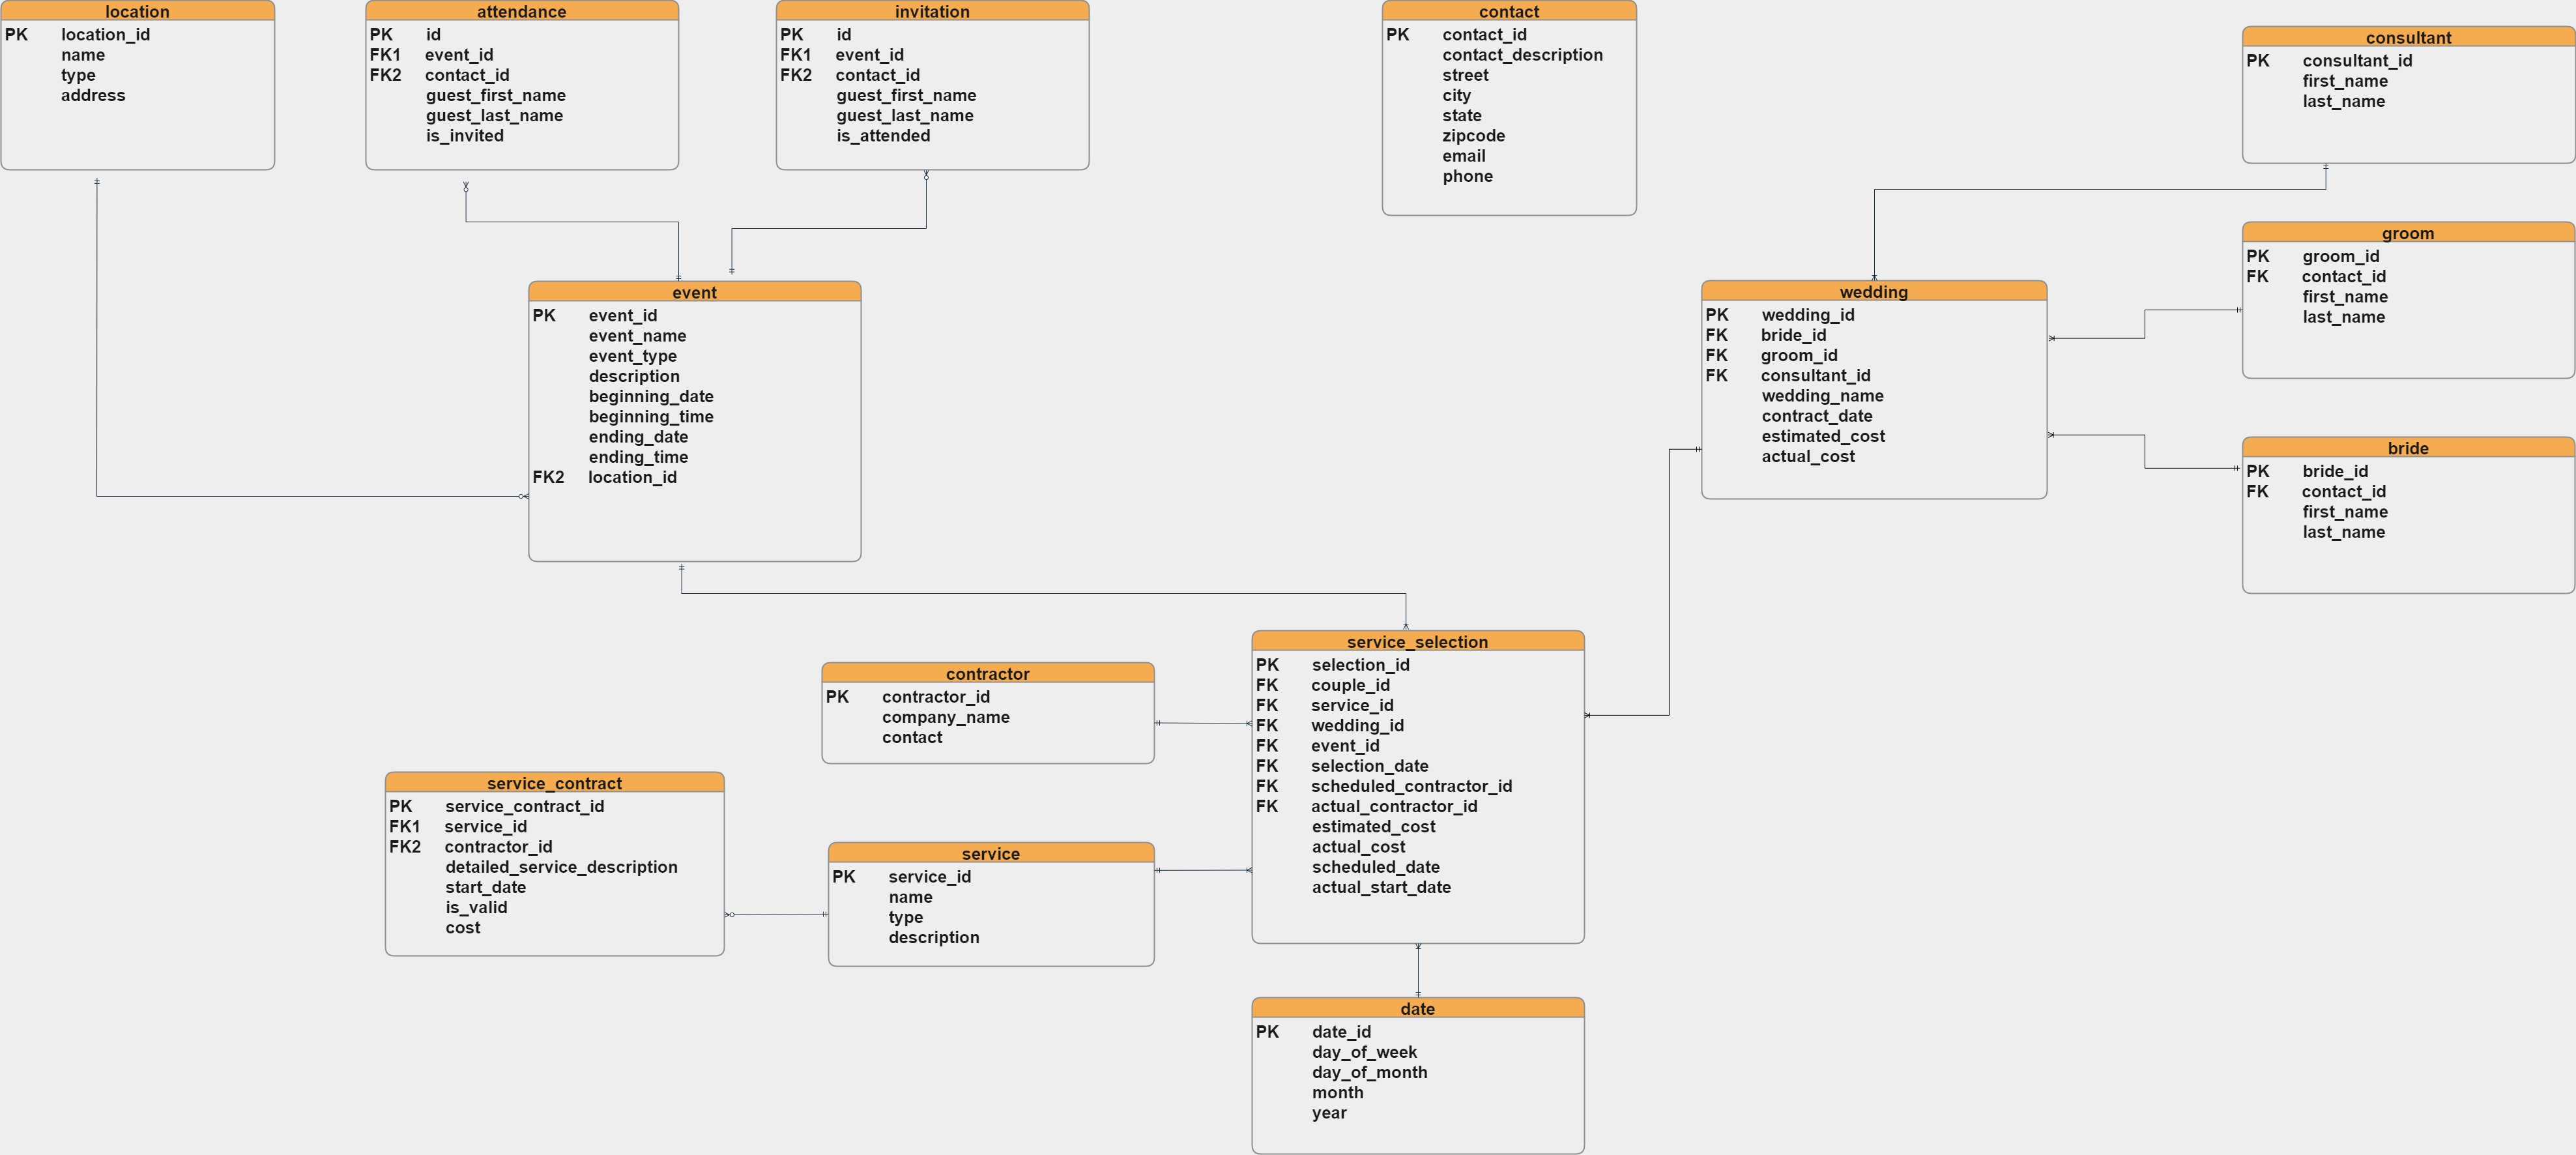 location
PK location_id
name
type
address
attendance
PK id
FK1 event_id
FK2 contact_id
guest_first_name
guest_last_name
is_invited
invitation
PK id
FK1 event_id
FK2 contact_id
guest_first_name
guest_last_name
is_attended
contact
PK contact_id
contact_description
street
city
state
zipcode
email
phone
consultant
PK consultant_id
first_name
last_name
groom
PK groom_id
FK contact_id
first_name
last_name
event
PK event_id
event_name
event_type
description
beginning_date
beginning_time
ending_date
ending_time
FK2 location_id
wedding
PK wedding_id
FK bride_id
FK groom_id
FK consultant_id
wedding_name
contract_date
estimated_cost
actual_cost
bride
PK bride_id
FK contact_id
first_name
last_name
service_selection
PK selection_id
FK couple_id
FK service_id
FK wedding_id
FK event_id
FK selection_date
FK scheduled_contractor_id
FK actual_contractor_id
estimated_cost
actual_cost
scheduled_date
actual_start_date
contractor
PK contractor_id
company_name
contact
service_contract
PK service_contract_id
FK1 service_id
FK2 contractor_id
detailed_service_description
start_date
is_valid
cost
service
PK service_id
name
type
description
date
PK date_id
day_of_week
day_of_month
month
year